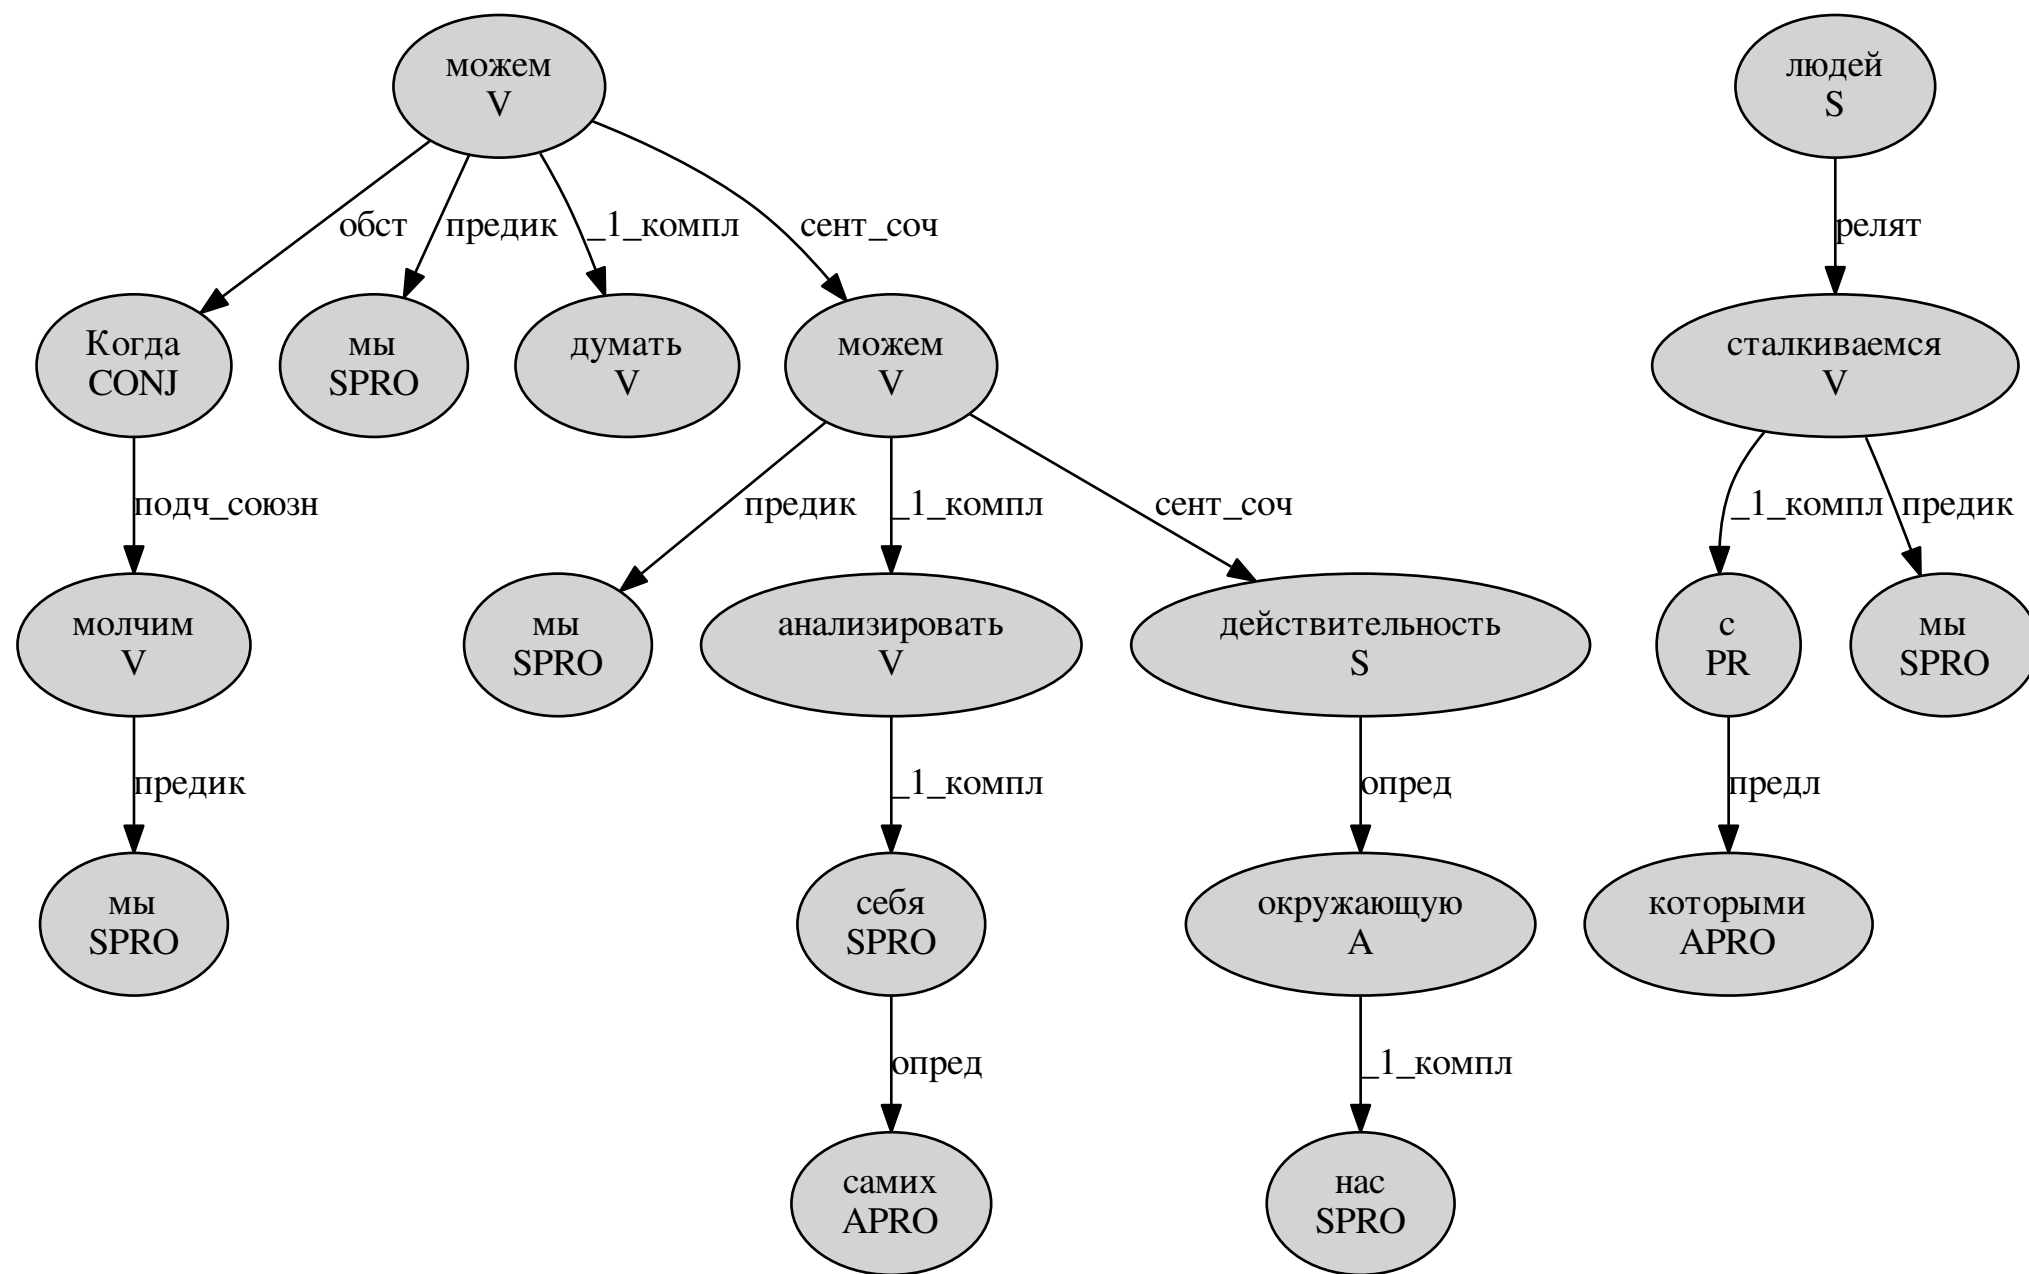 можем
V
людей
S
обст
предик
_1_компл
сент_соч
релят
Когда
CONJ
мы
SPRO
думать
V
можем
V
сталкиваемся
V
подч_союзн
предик
_1_компл
сент_соч
_1_компл
предик
молчим
V
мы
SPRO
анализировать
V
действительность
S
с
PR
мы
SPRO
предик
_1_компл
опред
предл
мы
SPRO
себя
SPRO
окружающую
A
которыми
APRO
опред
_1_компл
самих
APRO
нас
SPRO